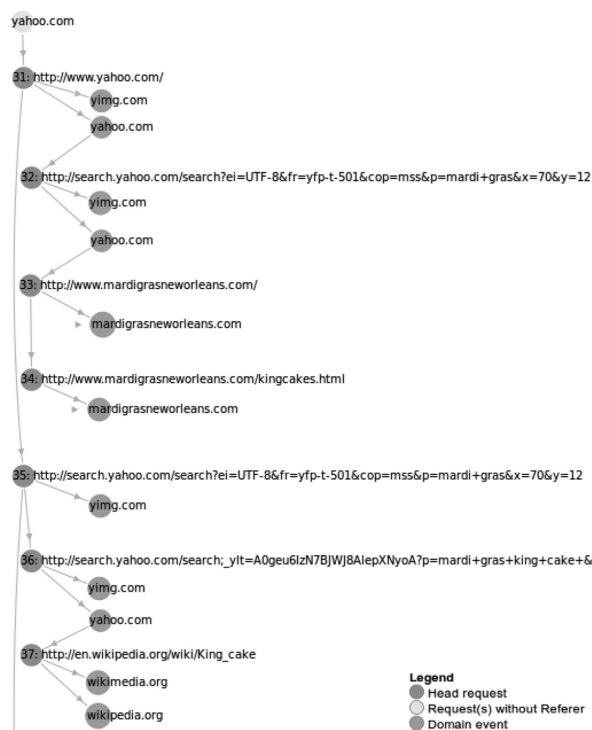 yahoo.com
31: http://www.yahoo.com/
yimg.com
yahoo.com
32: http://search.yahoo.com/search?ei=UTF-8&fr=yfp-t-501&cop=mss&p=mardi+gras&x=70&y=12
yimg.com
yahoo.com
33: http://www.mardigrasneworleans.com/
mardigrasneworleans.com
34: http://www.mardigrasneworleans.com/kingcakes.html
mardigrasneworleans.com
35: http://search.yahoo.com/search?ei=UTF-8&fr=yfp-t-501&cop=mss&p=mardi+gras&x=70&y=12
yimg.com
36: http://search.yahoo.com/search;_ylt=A0geu6lzN7BJWJ8AlepXNyoA?p=mardi+gras+king+cake+&
yimg.com
yahoo.com
37: http://en.wikipedia.org/wiki/King_cake
wikimedia.org
wikipedia.org
Legend
Head request
Request(s) without Referer
Domain event